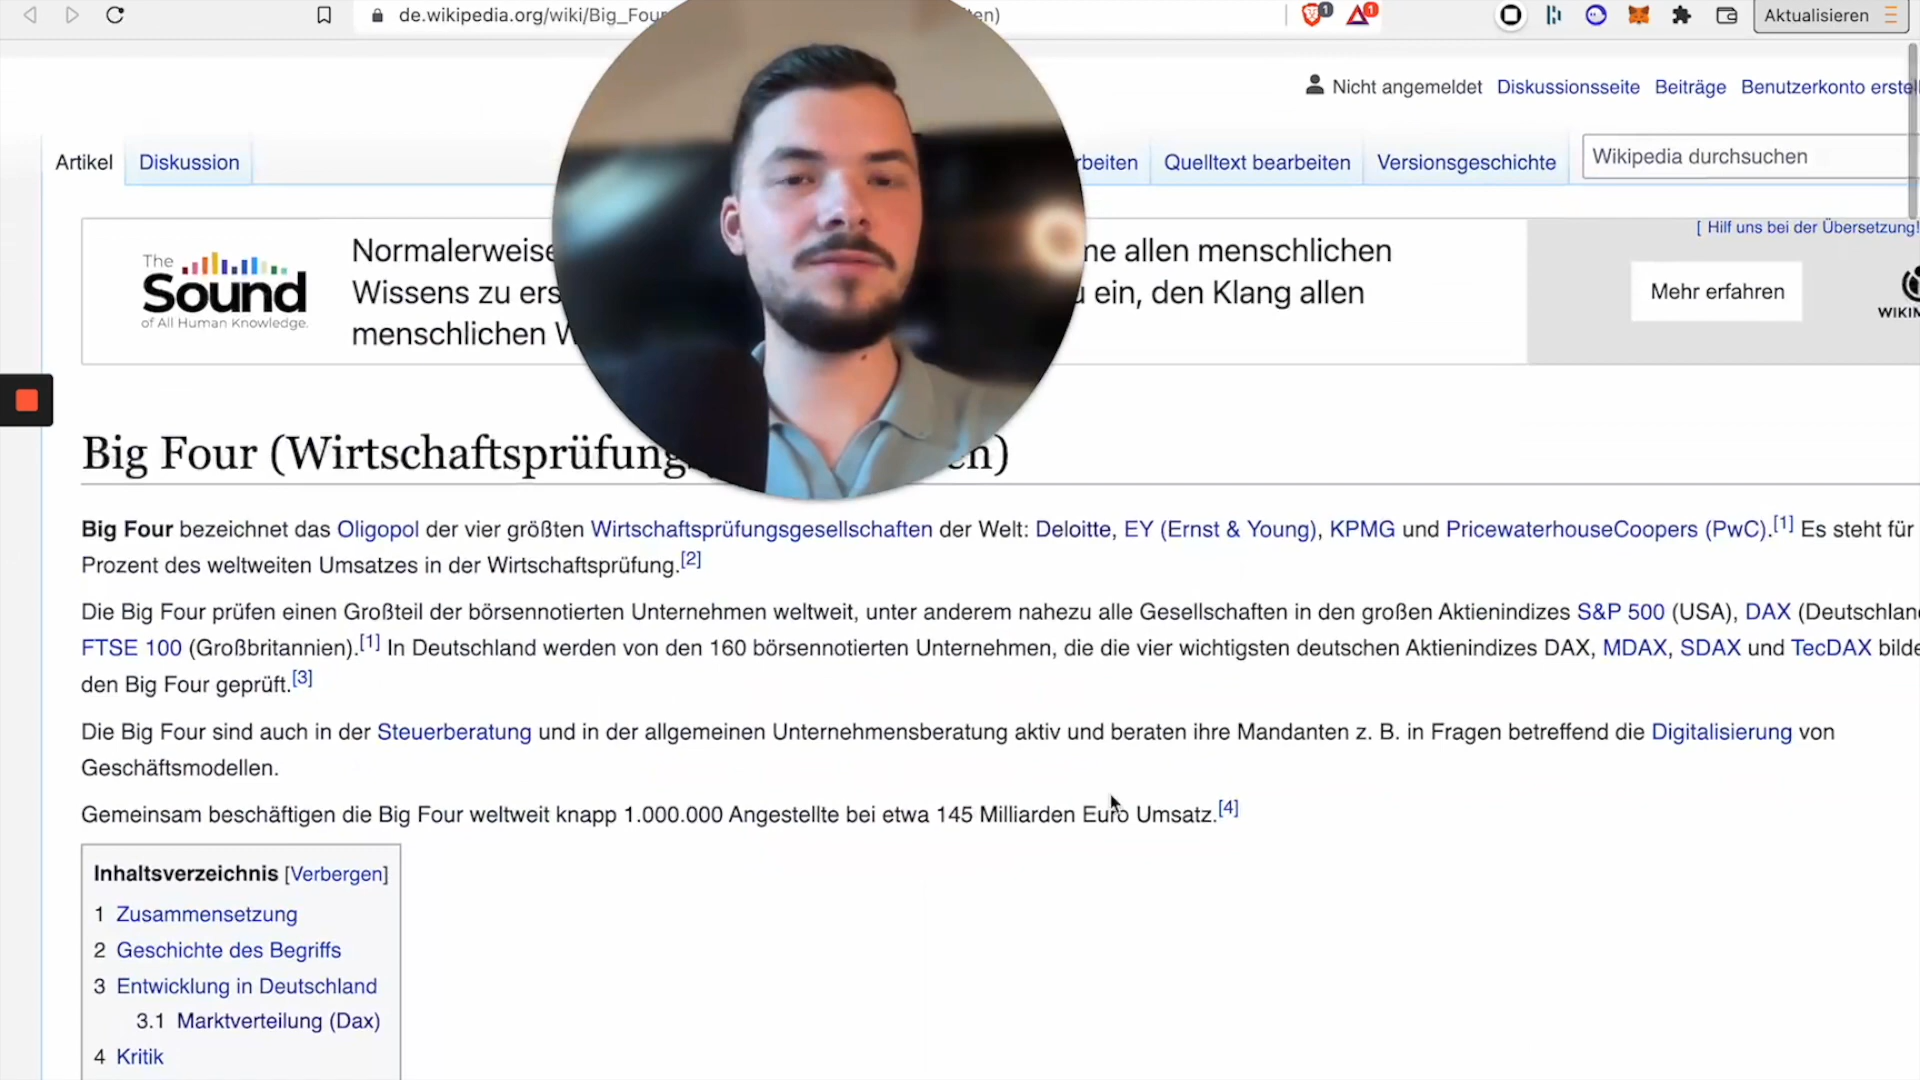 de.wikipedia.org/wiki/Big_Fou en)
1 1 Aktualisieren
Nicht angemeldet Diskussionsseite Beiträge Benutzerkonto erstel
Artikel Diskussion rbeiten Quelltext bearbeiten Versionsgeschichte Wikipedia durchsuchen
[ Hilf uns bei der Übersetzung!
The Sound of All Human Knowledge.
Normalerweise ne allen menschlichen
Wissens zu ers u ein, den Klang allen
menschlichen W
Mehr erfahren
WIKIM
Big Four (Wirtschaftsprüfung en)
Big Four bezeichnet das Oligopol der vier größten Wirtschaftsprüfungsgesellschaften der Welt: Deloitte, EY (Ernst & Young), KPMG und PricewaterhouseCoopers (PwC).[1] Es steht für
Prozent des weltweiten Umsatzes in der Wirtschaftsprüfung.[2]
Die Big Four prüfen einen Großteil der börsennotierten Unternehmen weltweit, unter anderem nahezu alle Gesellschaften in den großen Aktienindizes S&P 500 (USA), DAX (Deutschland
FTSE 100 (Großbritannien).[1] In Deutschland werden von den 160 börsennotierten Unternehmen, die die vier wichtigsten deutschen Aktienindizes DAX, MDAX, SDAX und TecDAX bilde
den Big Four geprüft.[3]
Die Big Four sind auch in der Steuerberatung und in der allgemeinen Unternehmensberatung aktiv und beraten ihre Mandanten z. B. in Fragen betreffend die Digitalisierung von
Geschäftsmodellen.
Gemeinsam beschäftigen die Big Four weltweit knapp 1.000.000 Angestellte bei etwa 145 Milliarden Euro Umsatz.[4]
Inhaltsverzeichnis [Verbergen]
1 Zusammensetzung
2 Geschichte des Begriffs
3 Entwicklung in Deutschland
3.1 Marktverteilung (Dax)
4 Kritik